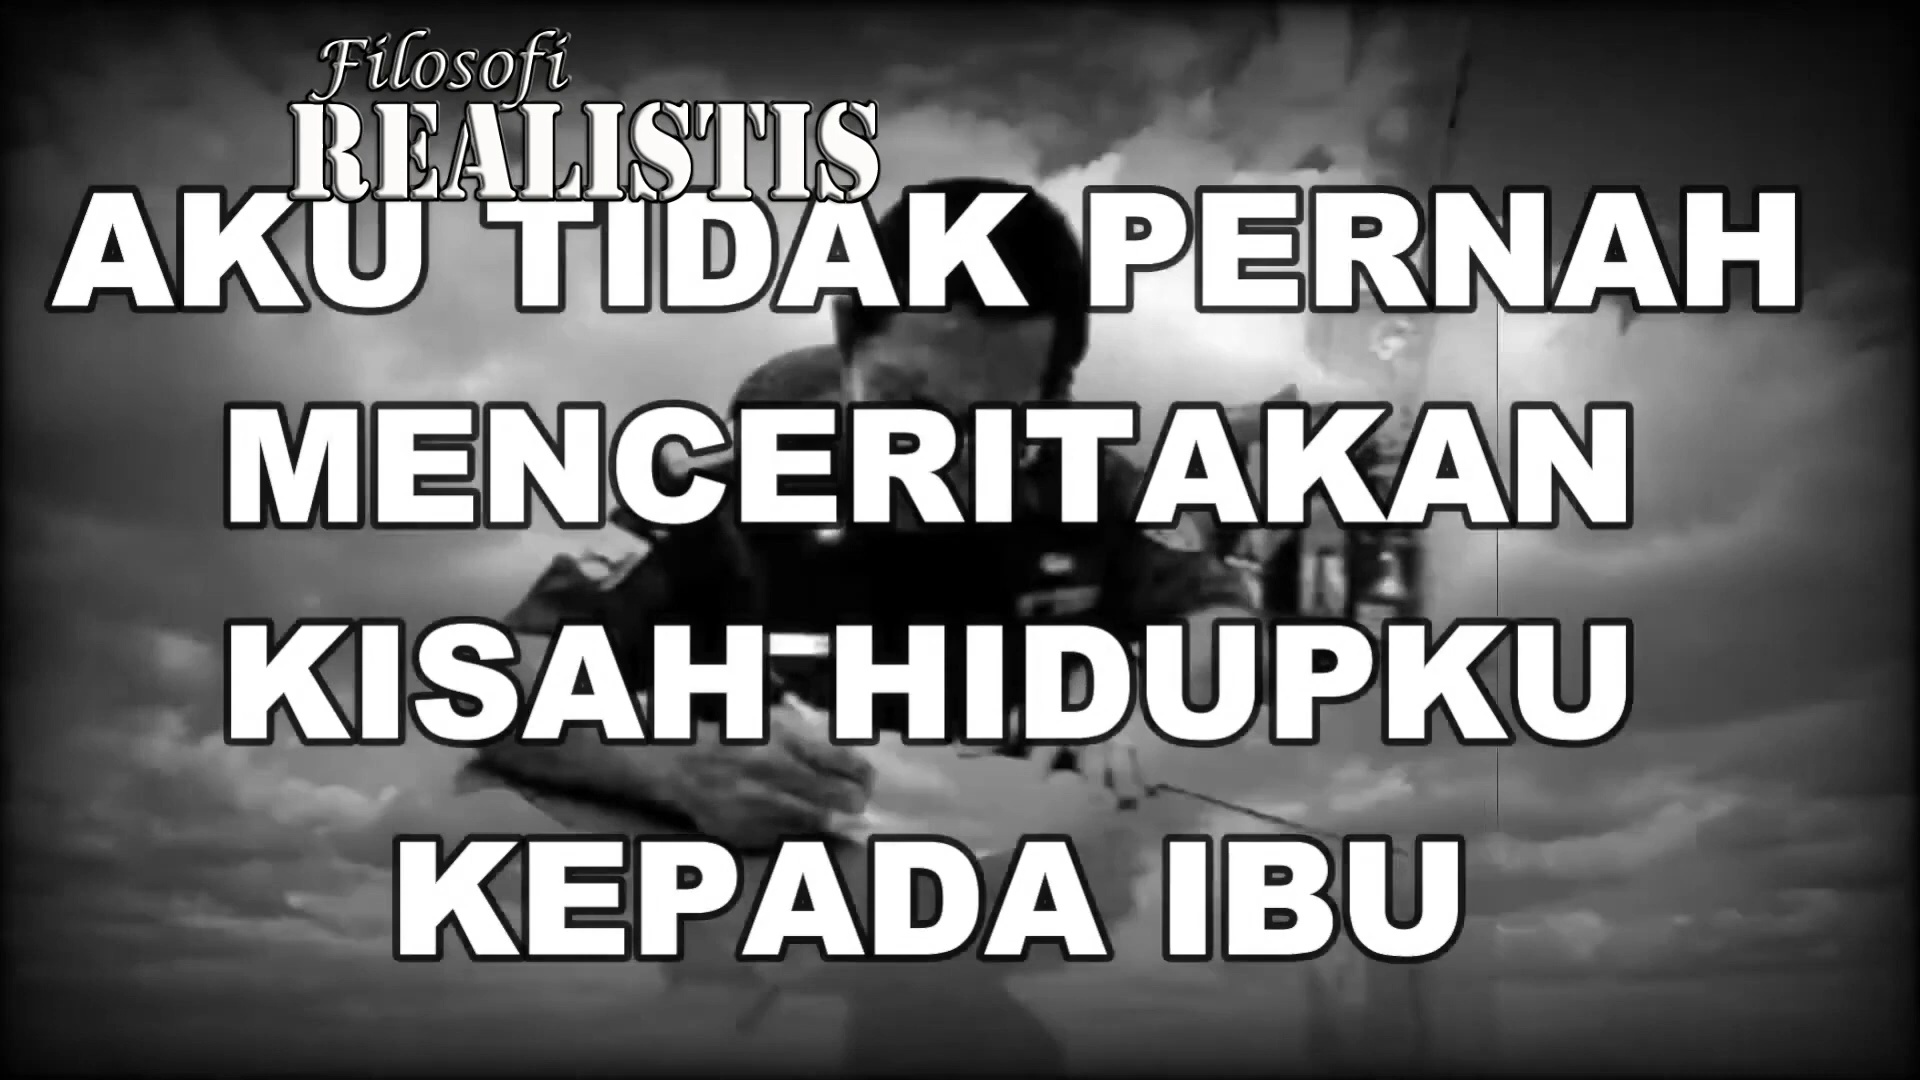 Filosofi
REALISTIS
AKU TIDAK PERNAH
MENCERITAKAN
KISAH HIDUPKU
KEPADA IBU